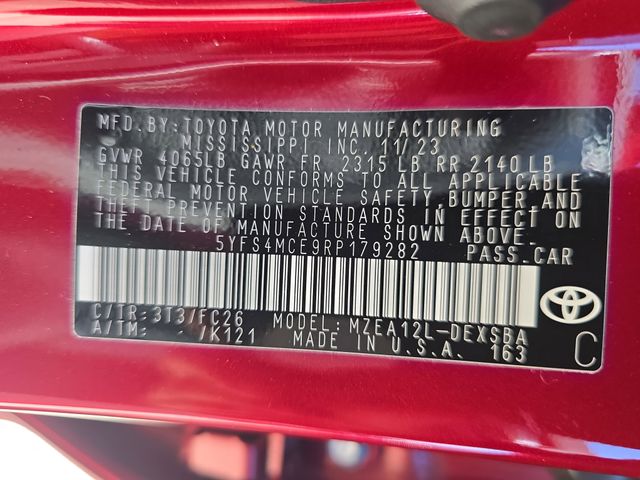 MFD. BY: TOYOTA MOTOR MANUFACTURING
MISSISSIPPI INC. 11/23
GVWR 4065LB GAWR FR 2315 LB RR 2140 LB
THIS VEHICLE CONFORMS TO ALL APPLICABLE
FEDERAL MOTOR VEHICLE SAFETY, BUMPER, AND
THEFT PREVENTION STANDARDS IN EFFECT ON
THE DATE OF MANUFACTURE SHOWN ABOVE.
5YFS4MCE9RP179282 PASS.CAR
C/TR: 3T3/FC26 MODEL: MZEA12L-DEXSBA
A/TM: /K121 MADE IN U.S.A. 163
C